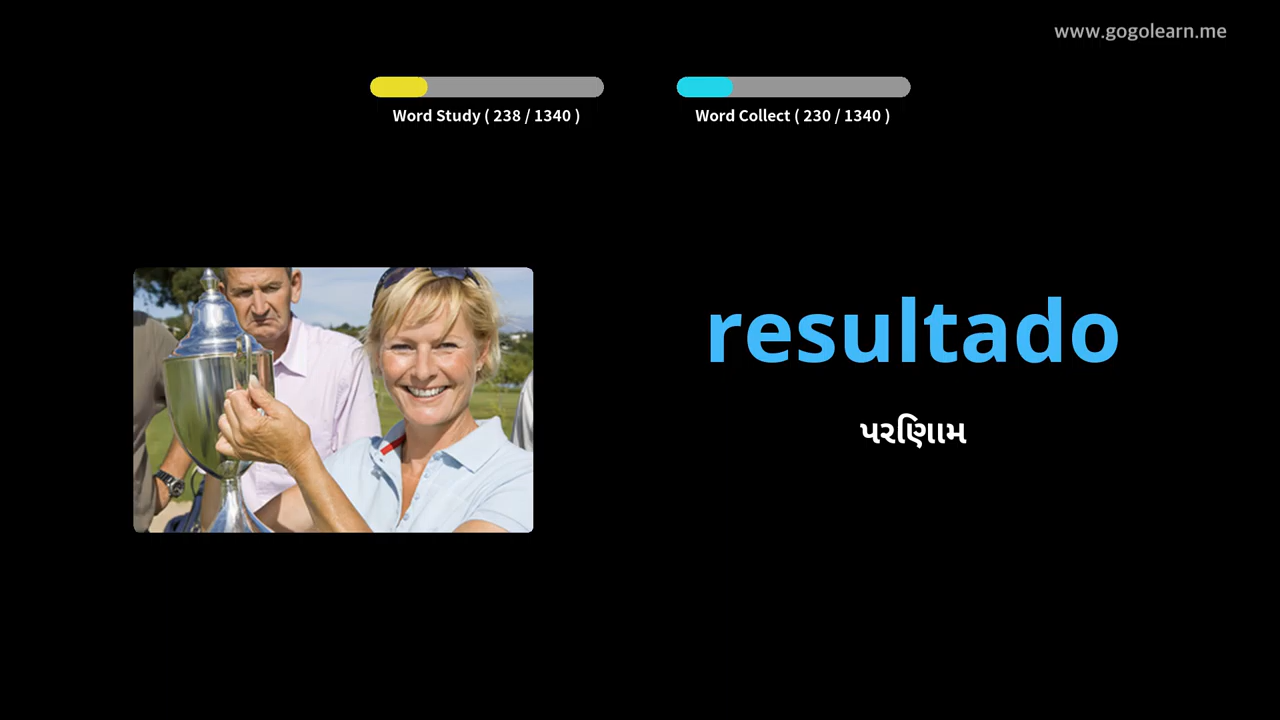 www.gogolearn.me
Word Study ( 238 / 1340 )
Word Collect ( 230 / 1340 )
resultado
પરિણામ